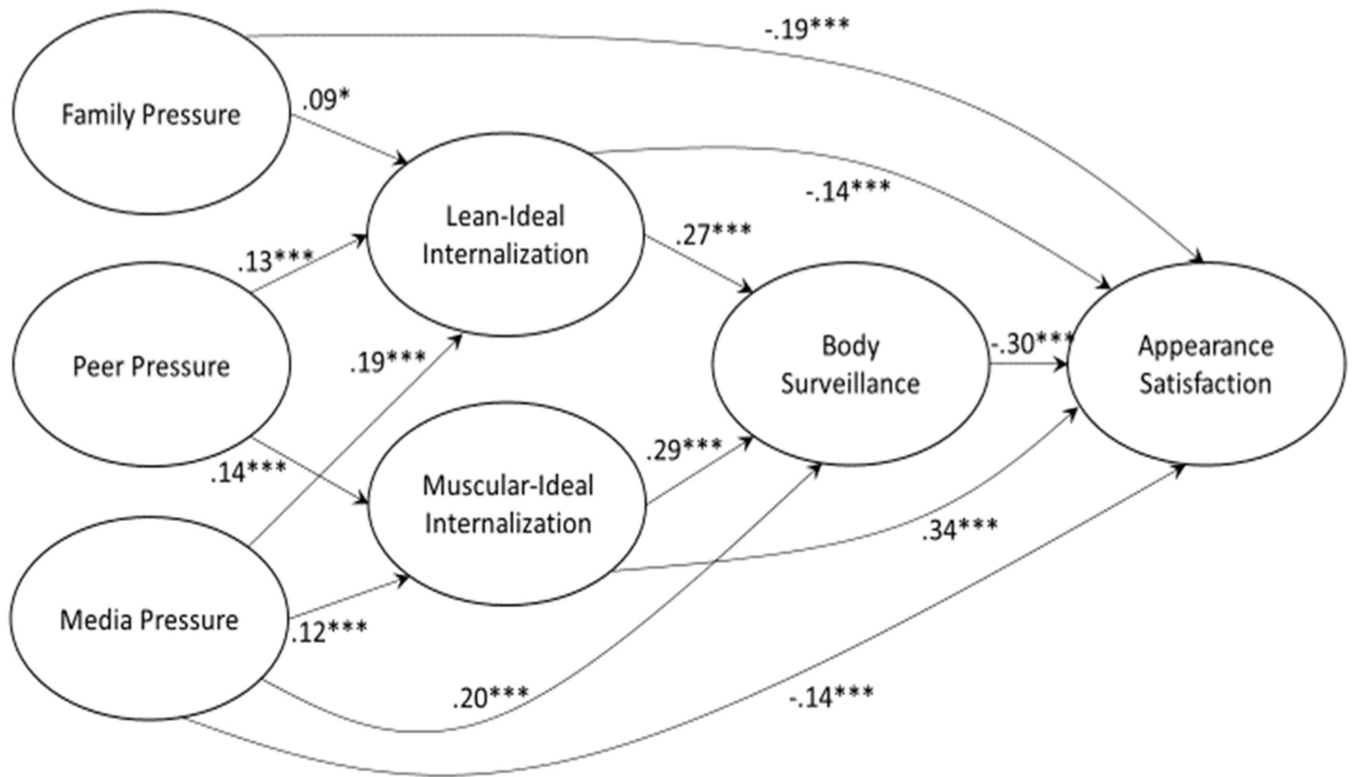 -.19***
Family Pressure
.09*
Lean-Ideal
Internalization
-.14***
.27***
.13***
Peer Pressure
.19***
Body
Surveillance
-.30***
Appearance
Satisfaction
.14***
Muscular-Ideal
Internalization
.29***
.34***
Media Pressure
.12***
.20***
-.14***